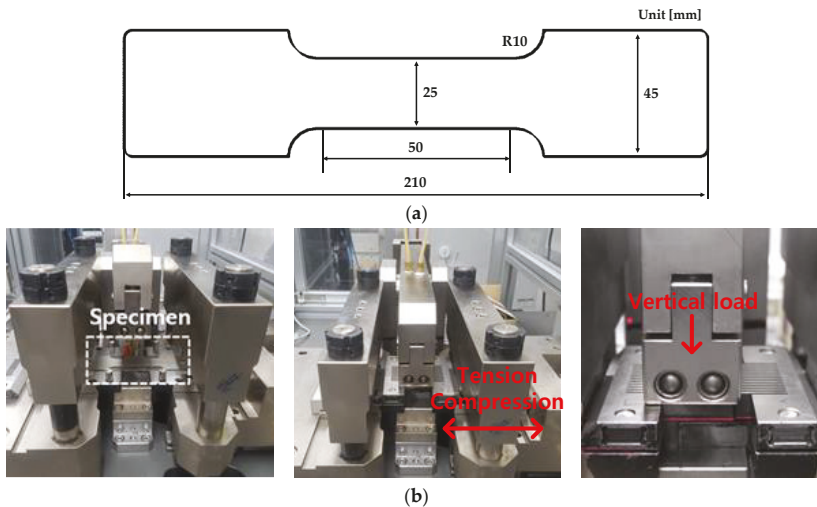 Unit [mm]
R10
25
45
50
210
(a)
Specimen
Tension
Compression
Vertical load
(b)